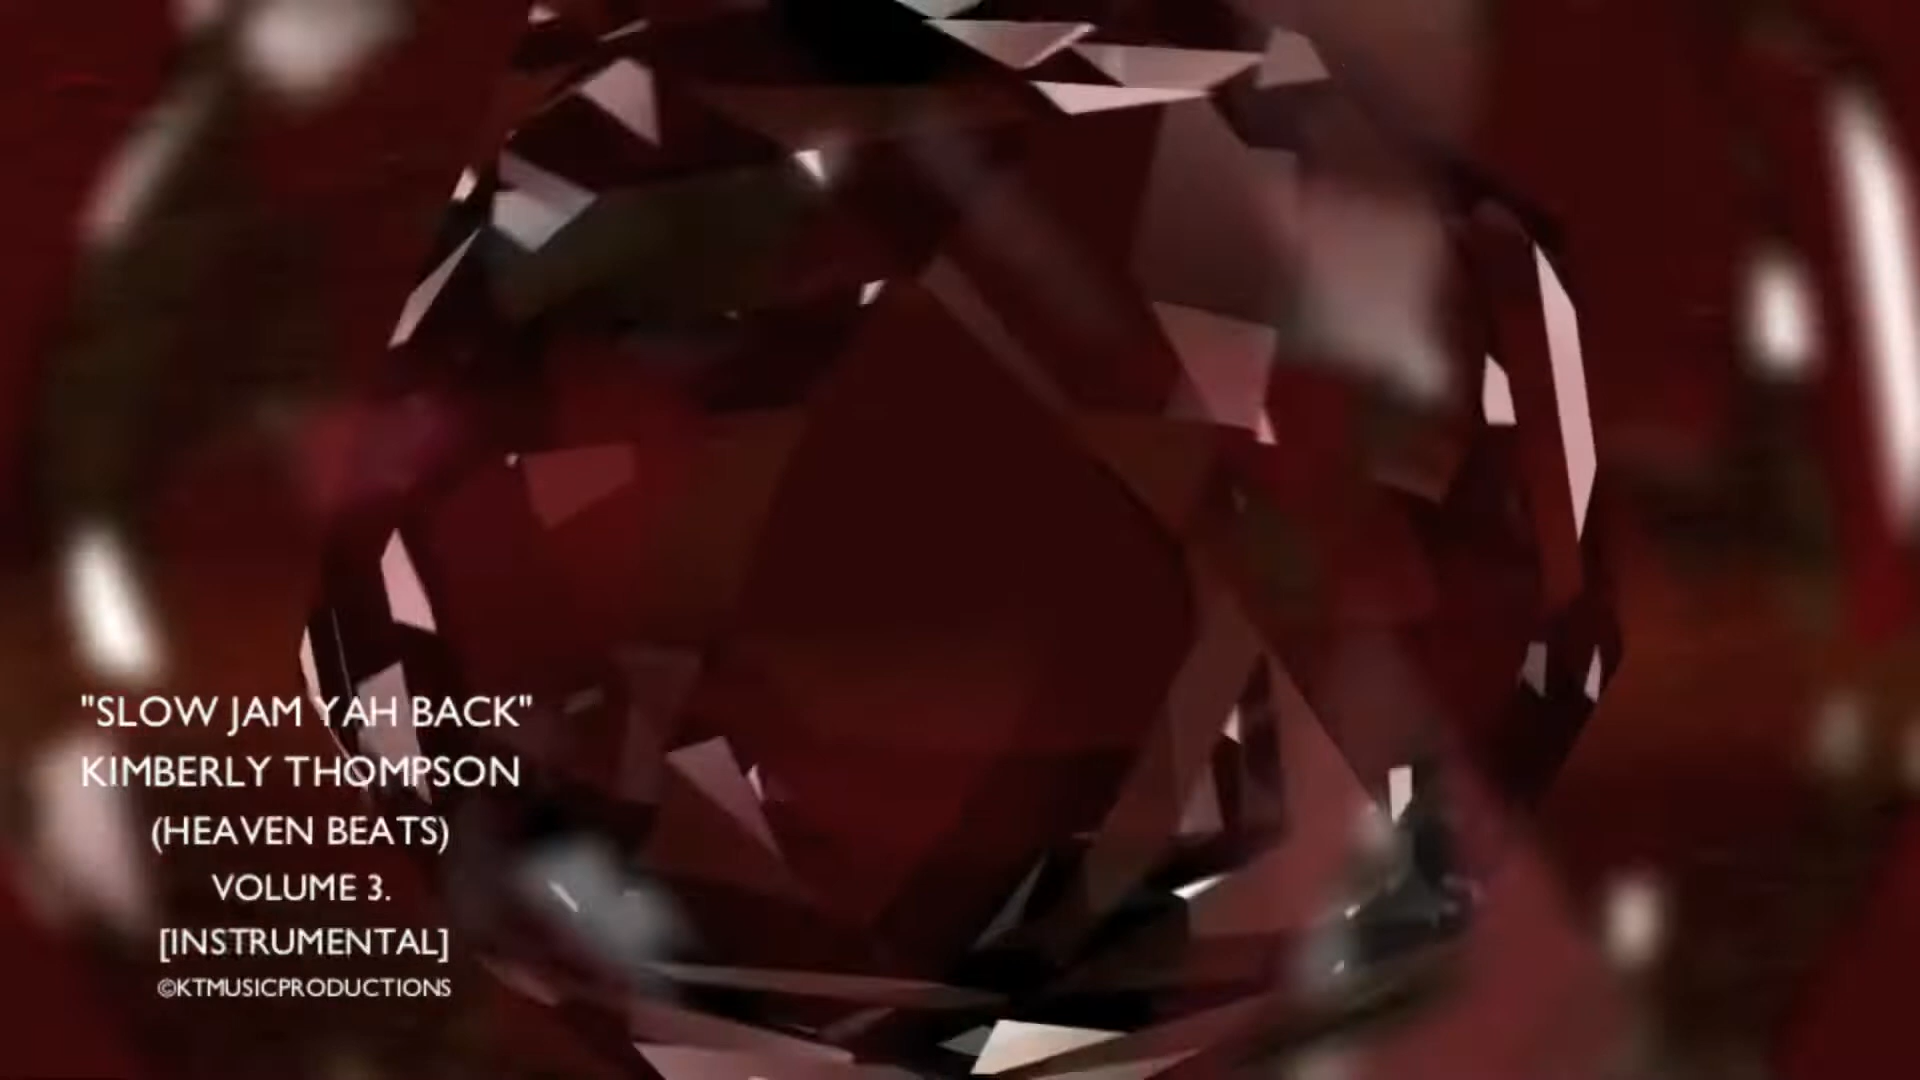 "SLOW JAM YAH BACK"
KIMBERLY THOMPSON
(HEAVEN BEATS)
VOLUME 3.
[INSTRUMENTAL]
©KTMUSICPRODUCTIONS